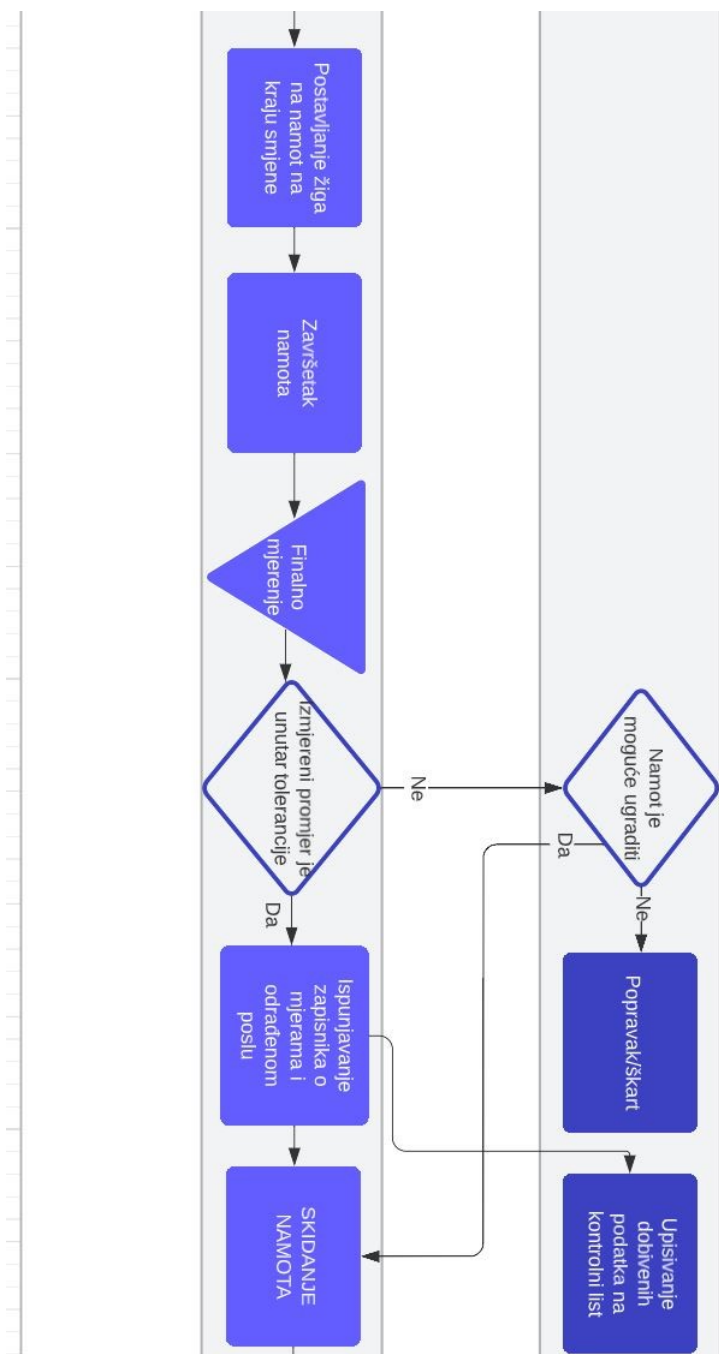 Postavljanje žiga
na namot na
kraju smjene
Završetak
namota
Finalno
mjerenje
Izmjereni promjer je
unutar tolerancije
Ne
Da
Namot je
moguće ugraditi
Da
Ne
Popravak/škart
Ispunjavanje
zapisnika o
mjerama i
odrađenom
poslu
Upisivanje
dobivenih
podatka na
kontrolni list
SKIDANJE
NAMOTA